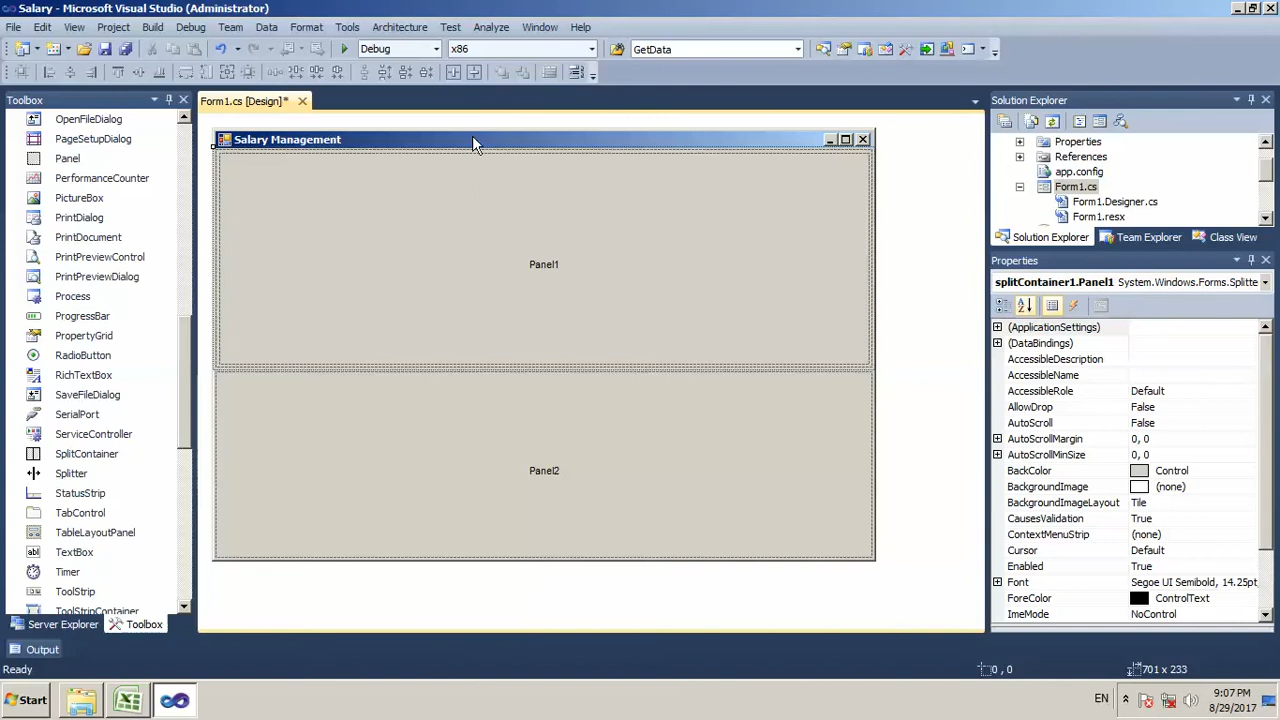 Salary - Microsoft Visual Studio (Administrator)
File Edit View Project Build Debug Team Data Format Tools Architecture Test Analyze Window Help
Debug x86 GetData
Toolbox
OpenFileDialog
PageSetupDialog
Panel
PerformanceCounter
PictureBox
PrintDialog
PrintDocument
PrintPreviewControl
PrintPreviewDialog
Process
ProgressBar
PropertyGrid
RadioButton
RichTextBox
SaveFileDialog
SerialPort
ServiceController
SplitContainer
Splitter
StatusStrip
TabControl
TableLayoutPanel
TextBox
Timer
ToolStrip
ToolStripContainer
Server Explorer Toolbox
Form1.cs [Design]*
Salary Management
Panel1
Panel2
Solution Explorer
Properties
References
app.config
Form1.cs
Form1.Designer.cs
Form1.resx
Solution Explorer Team Explorer Class View
Properties
splitContainer1.Panel1 System.Windows.Forms.Splitte
(ApplicationSettings)
(DataBindings)
AccessibleDescription
AccessibleName
AccessibleRole Default
AllowDrop False
AutoScroll False
AutoScrollMargin 0, 0
AutoScrollMinSize 0, 0
BackColor Control
BackgroundImage (none)
BackgroundImageLayout Tile
CausesValidation True
ContextMenuStrip (none)
Cursor Default
Enabled True
Font Segoe UI Semibold, 14.25pt
ForeColor ControlText
ImeMode NoControl
Output
Ready 0 , 0 701 x 233
Start EN 9:07 PM
8/29/2017